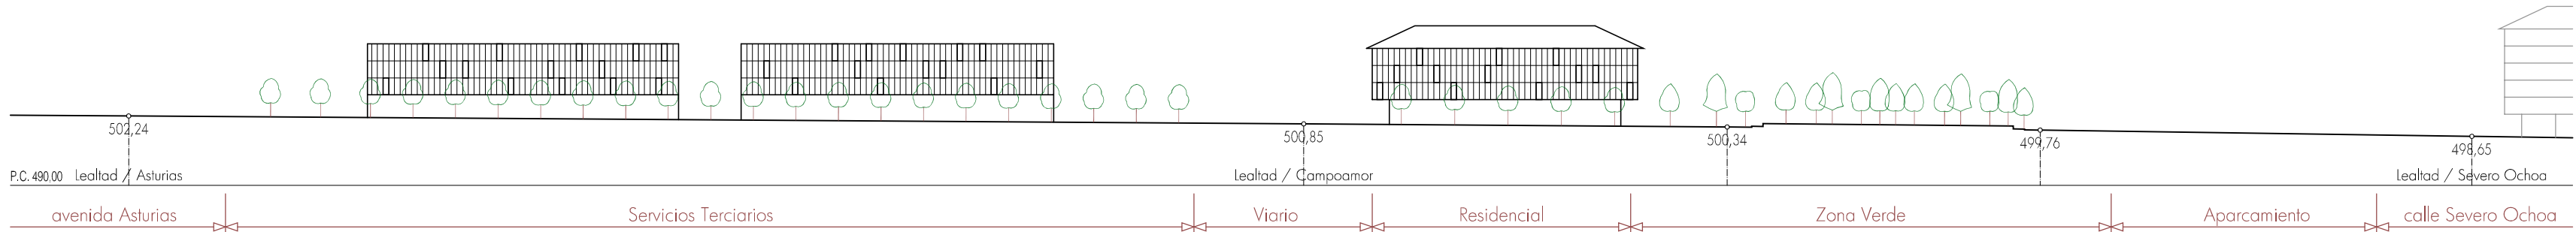 502,24
500,85
500,34
499,76
498,65
P.C. 490,00 Lealtad / Asturias
Lealtad / Campoamor
Lealtad / Severo Ochoa
avenida Asturias
Servicios Terciarios
Viario
Residencial
Zona Verde
Aparcamiento
calle Severo Ochoa